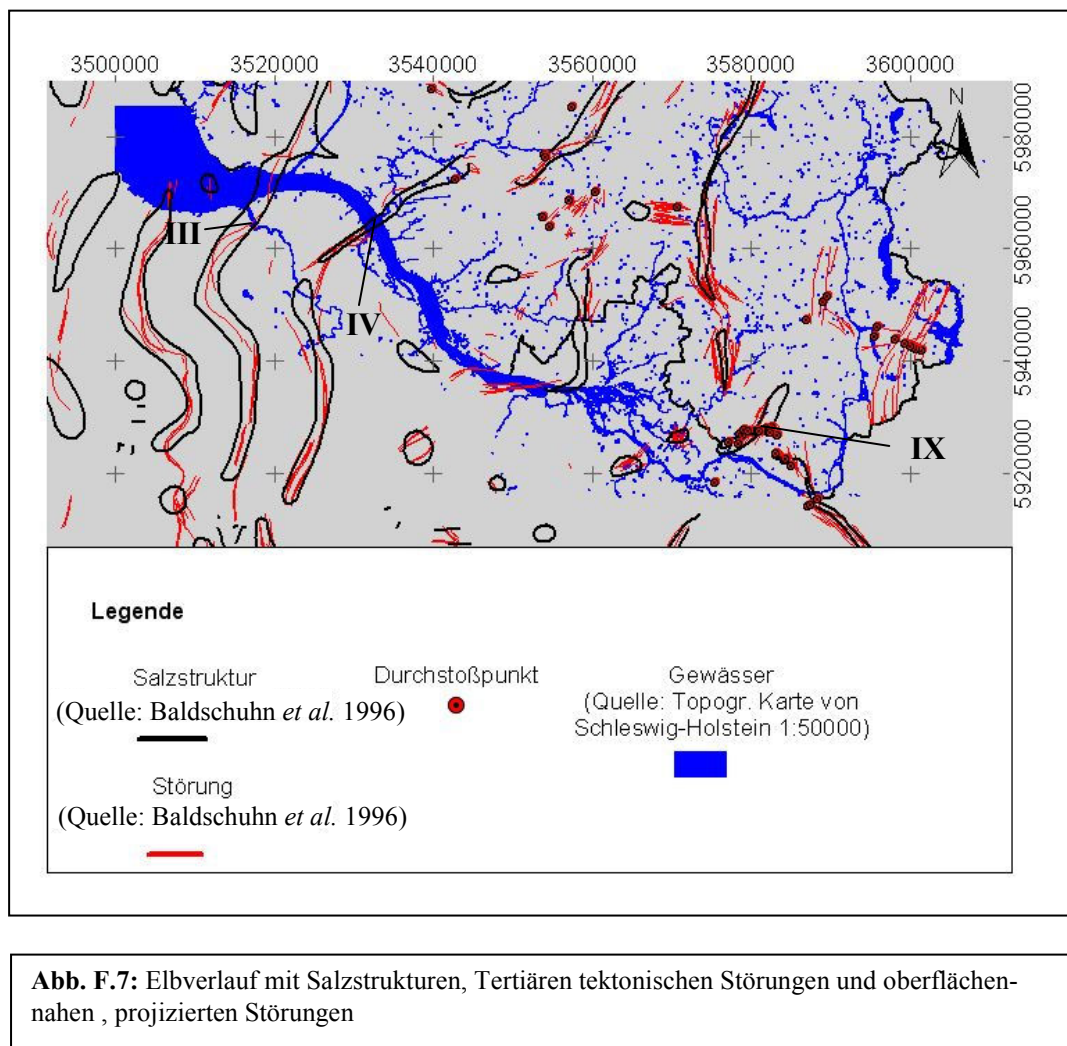 3500000 3520000 3540000 3560000 3580000 3600000
N
5980000
5960000
5940000
5920000
III
IV
IX
Legende
Salzstruktur
(Quelle: Baldschuhn et al. 1996)
Störung
(Quelle: Baldschuhn et al. 1996)
Durchstoßpunkt
Gewässer
(Quelle: Topogr. Karte von
Schleswig-Holstein 1:50000)
Abb. F.7: Elbverlauf mit Salzstrukturen, Tertiären tektonischen Störungen und oberflächen-
nahen , projizierten Störungen